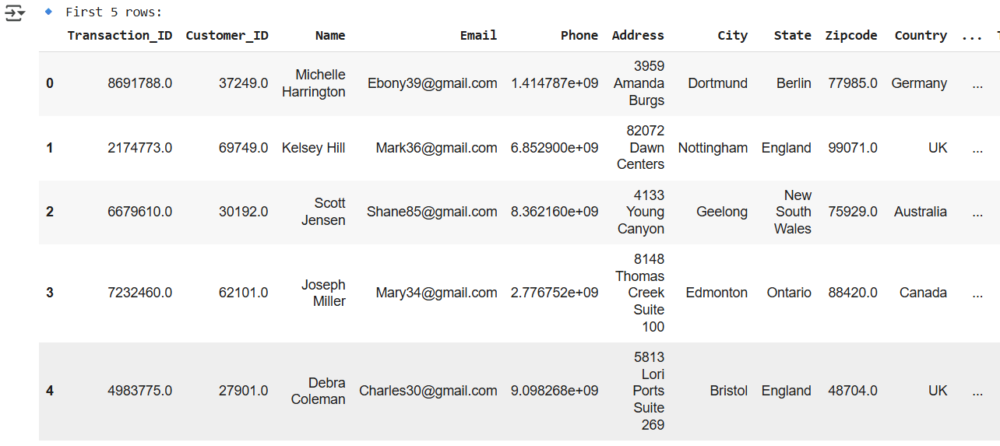 First 5 rows:
Transaction_ID Customer_ID Name Email Phone Address City State Zipcode Country ...
0 8691788.0 37249.0 Michelle Harrington Ebony39@gmail.com 1.414787e+09 3959 Amanda Burgs Dortmund Berlin 77985.0 Germany ...
1 2174773.0 69749.0 Kelsey Hill Mark36@gmail.com 6.852900e+09 82072 Dawn Centers Nottingham England 99071.0 UK ...
2 6679610.0 30192.0 Scott Jensen Shane85@gmail.com 8.362160e+09 4133 Young Canyon Geelong New South Wales 75929.0 Australia ...
3 7232460.0 62101.0 Joseph Miller Mary34@gmail.com 2.776752e+09 8148 Thomas Creek Suite 100 Edmonton Ontario 88420.0 Canada ...
4 4983775.0 27901.0 Debra Coleman Charles30@gmail.com 9.098268e+09 5813 Lori Ports Suite 269 Bristol England 48704.0 UK ...